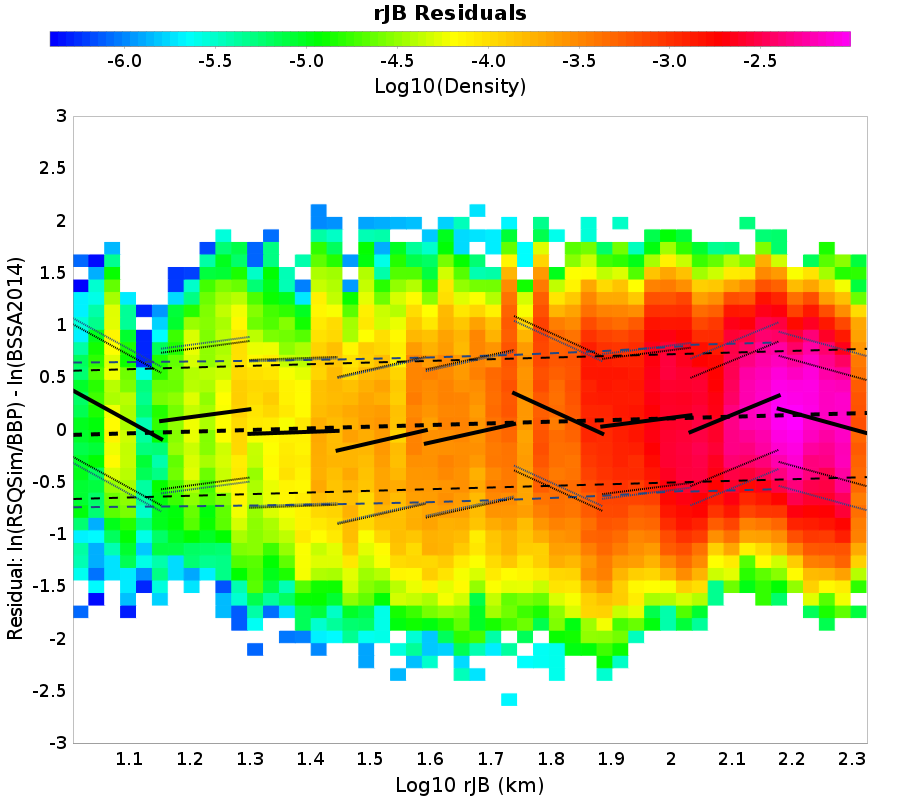 rJB Residuals
-6.0 -5.5 -5.0 -4.5 -4.0 -3.5 -3.0 -2.5
Log10(Density)
3
2.5
2
1.5
1
0.5
0
-0.5
-1
-1.5
-2
-2.5
-3
Residual: ln(RSQSim/BBP) - ln(BSSA2014)
1.1 1.2 1.3 1.4 1.5 1.6 1.7 1.8 1.9 2 2.1 2.2 2.3
Log10 rJB (km)